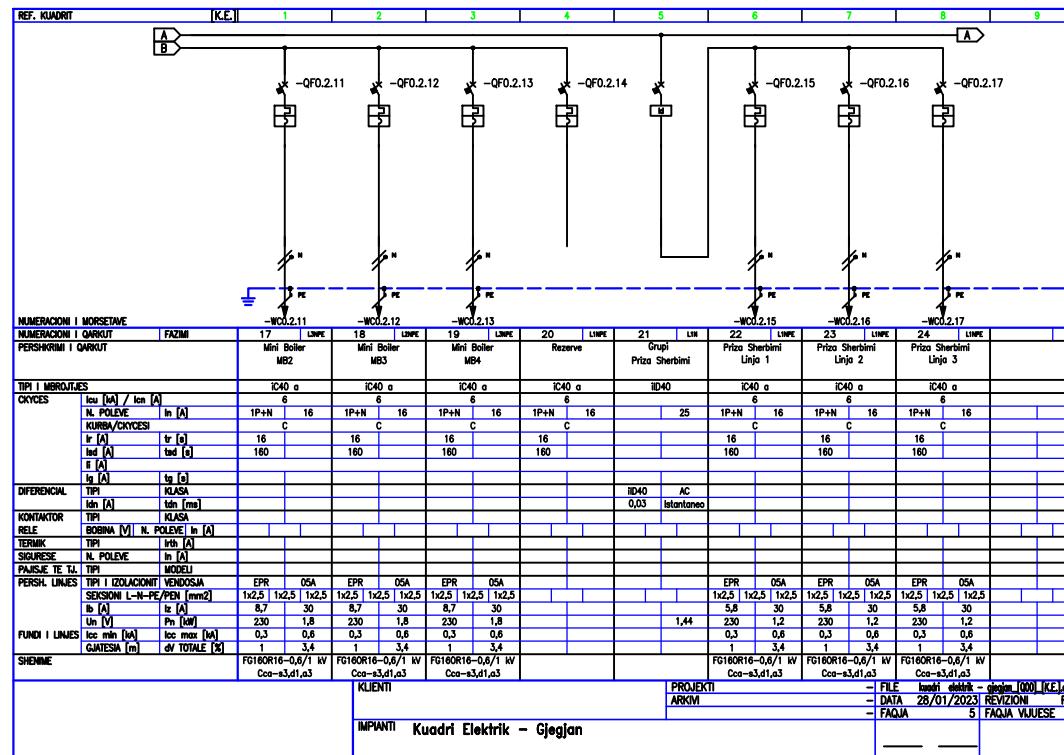 REF. KUADRIT [K.E.] 1 2 3 4 5 6 7 8 9
A A
B
-QF0.2.11 -QF0.2.12 -QF0.2.13 -QF0.2.14 -QF0.2.15 -QF0.2.16 -QF0.2.17
N N N N N N
PE PE PE PE PE PE
NUMERACIONI I MORSETAVE -WC0.2.11 -WC0.2.12 -WC0.2.13 -WC0.2.15 -WC0.2.16 -WC0.2.17
NUMERACIONI I QARKUT FAZIMI 17 L3NPE 18 L2NPE 19 L3NPE 20 L1NPE 21 L1N 22 L1NPE 23 L1NPE 24 L1NPE
PERSHKRIMI I QARKUT Mini Boiler Mini Boiler Mini Boiler Rezerve Grupi Priza Sherbimi Priza Sherbimi Priza Sherbimi
MB2 MB3 MB4 Priza Sherbimi Linja 1 Linja 2 Linja 3
TIPI I MBROJTJES iC40 a iC40 a iC40 a iC40 a iID40 iC40 a iC40 a iC40 a
CKYCES Icu [kA] / Icn [A] 6 6 6 6 6 6 6
N. POLEVE In [A] 1P+N 16 1P+N 16 1P+N 16 1P+N 16 25 1P+N 16 1P+N 16 1P+N 16
KURBA/CKYCESI C C C C C C C
Ir [A] tr [s] 16 16 16 16 16 16 16
Isd [A] tsd [s] 160 160 160 160 160 160 160
Ii [A]
Ig [A] tg [s]
DIFERENCIAL TIPI KLASA iID40 AC
Idn [A] tdn [ms] 0,03 Istantaneo
KONTAKTOR TIPI KLASA
RELE BOBINA [V] N. POLEVE In [A]
TERMIK TIPI Irth [A]
SIGURESE N. POLEVE In [A]
PAJISJE TE TJ. TIPI MODELI
PERSH. LINJES TIPI I IZOLACIONIT VENDOSJA EPR 05A EPR 05A EPR 05A EPR 05A EPR 05A EPR 05A
SEKSIONI L-N-PE/PEN [mm2] 1x2,5 1x2,5 1x2,5 1x2,5 1x2,5 1x2,5 1x2,5 1x2,5 1x2,5 1x2,5 1x2,5 1x2,5 1x2,5 1x2,5 1x2,5 1x2,5 1x2,5 1x2,5
Ib [A] Iz [A] 8,7 30 8,7 30 8,7 30 5,8 30 5,8 30 5,8 30
Un [V] Pn [kW] 230 1,8 230 1,8 230 1,8 1,44 230 1,2 230 1,2 230 1,2
FUNDI I LINJES Icc min [kA] Icc max [kA] 0,3 0,6 0,3 0,6 0,3 0,6 0,3 0,6 0,3 0,6 0,3 0,6
GJATESIA [m] dV TOTALE [%] 1 3,4 1 3,4 1 3,4 1 3,4 1 3,4 1 3,4
SHENIME FG16OR16-0,6/1 kV FG16OR16-0,6/1 kV FG16OR16-0,6/1 kV FG16OR16-0,6/1 kV FG16OR16-0,6/1 kV FG16OR16-0,6/1 kV
Cca-s3,d1,a3 Cca-s3,d1,a3 Cca-s3,d1,a3 Cca-s3,d1,a3 Cca-s3,d1,a3 Cca-s3,d1,a3
KLIENTI PROJEKTI - FILE kuadri elektrik - gjegjan_[QD0]_[K.E.]
ARKIVI - DATA 28/01/2023 REVIZIONI
- FAQJA 5 FAQJA VIJUESE
IMPIANTI Kuadri Elektrik - Gjegjan